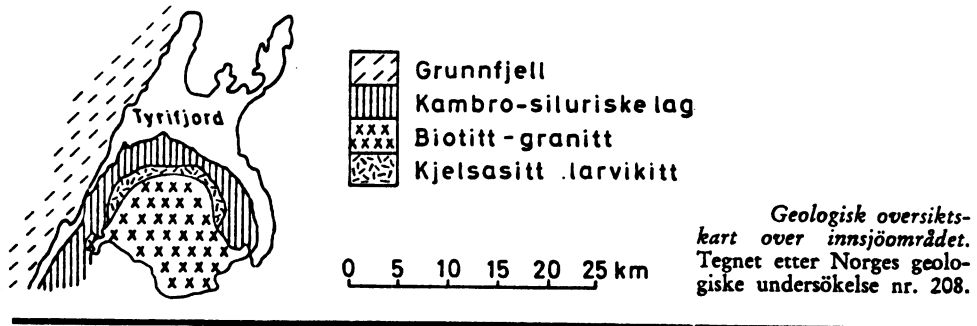 Tyrifjord
Grunnfjell
Kambro-siluriske lag
Biotitt-granitt
Kjelsasitt .larvikitt
0 5 10 15 20 25 km
Geologisk oversikts-
kart over innsjöområdet.
Tegnet etter Norges geolo-
giske undersökelse nr. 208.